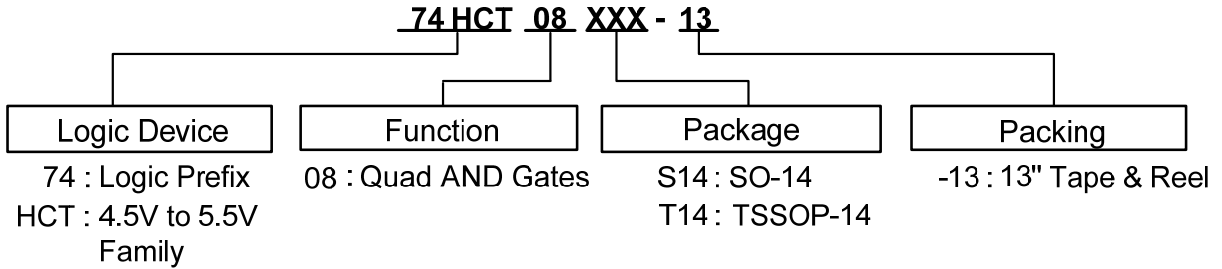 74 HCT 08 XXX - 13
Logic Device
Function
Package
Packing
74 : Logic Prefix
HCT : 4.5V to 5.5V
Family
08 : Quad AND Gates
S14 : SO-14
T14 : TSSOP-14
-13 : 13" Tape & Reel